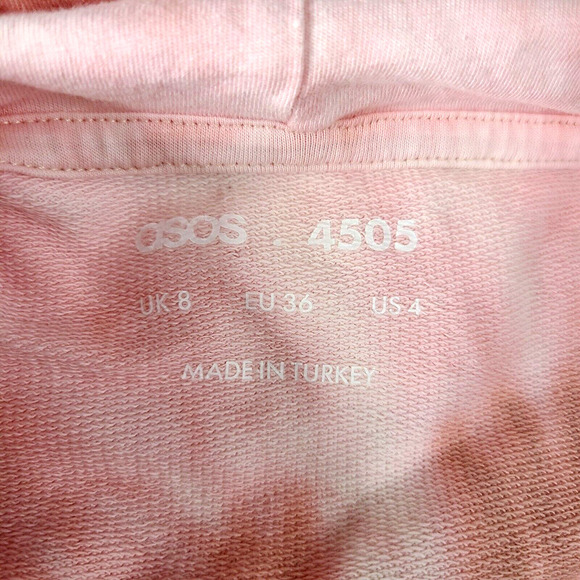 asos . 4505
UK 8 EU 36 US 4
MADE IN TURKEY